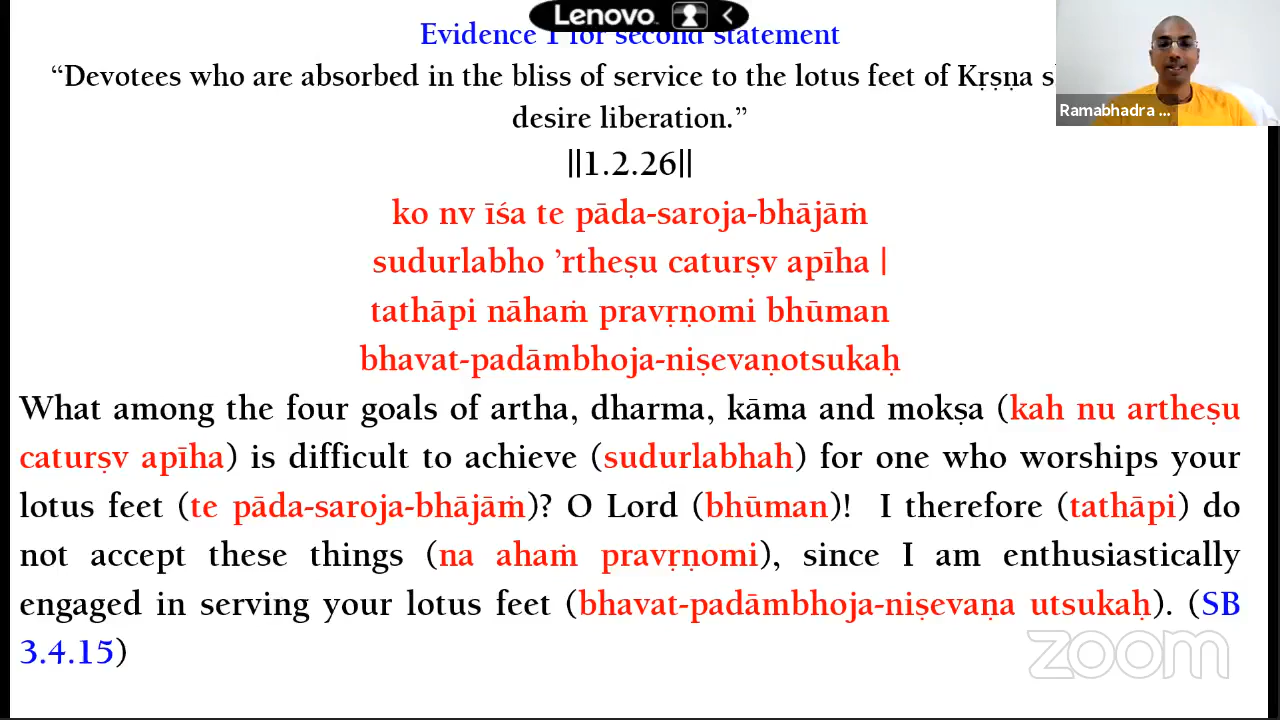 Lenovo
Evidence 1 for second statement
“Devotees who are absorbed in the bliss of service to the lotus feet of Kṛṣṇa
desire liberation.”
||1.2.26||
ko nv īśa te pāda-saroja-bhājāṁ
sudurlabho ’rtheṣu caturṣv apīha |
tathāpi nāhaṁ pravṛṇomi bhūman
bhavat-padāmbhoja-niṣevaṇotsukaḥ
What among the four goals of artha, dharma, kāma and mokṣa (kah nu artheṣu
caturṣv apīha) is difficult to achieve (sudurlabhah) for one who worships your
lotus feet (te pāda-saroja-bhājāṁ)? O Lord (bhūman)! I therefore (tathāpi) do
not accept these things (na ahaṁ pravṛṇomi), since I am enthusiastically
engaged in serving your lotus feet (bhavat-padāmbhoja-niṣevaṇa utsukaḥ). (SB
3.4.15)
Ramabhadra ...
zoom